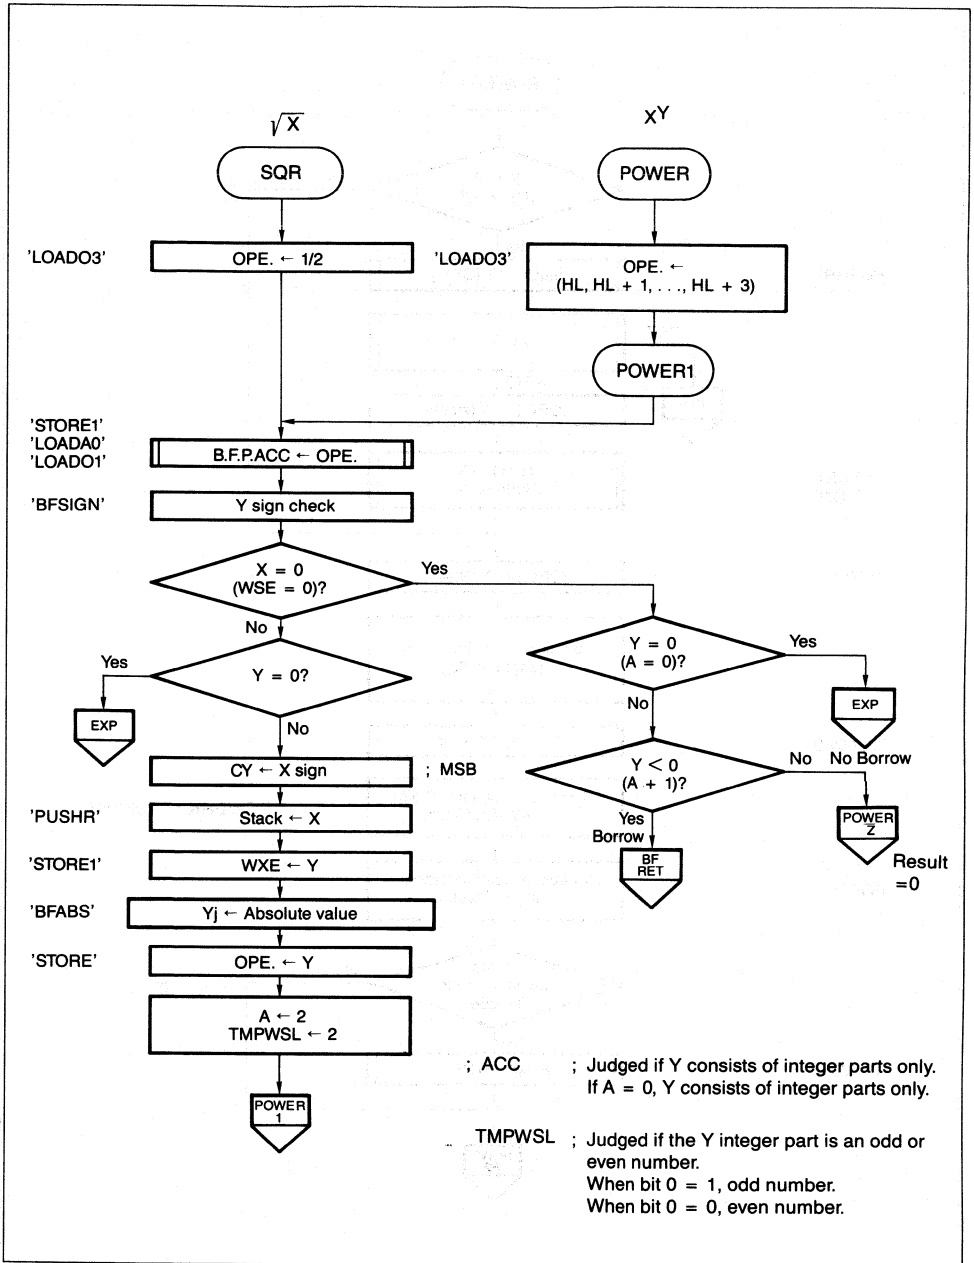 √X
X^Y
SQR
POWER
'LOADO3'
OPE. ← 1/2
'LOADO3'
OPE. ←
(HL, HL + 1, . . ., HL + 3)
POWER1
'STORE1'
'LOADA0'
'LOADO1'
B.F.P.ACC ← OPE.
'BFSIGN'
Y sign check
X = 0
(WSE = 0)?
Yes
No
Y = 0?
Yes
EXP
No
Y = 0
(A = 0)?
Yes
EXP
No
Y < 0
(A + 1)?
No No Borrow
POWER
Z
Result
=0
Yes
Borrow
BF
RET
CY ← X sign
; MSB
'PUSHR'
Stack ← X
'STORE1'
WXE ← Y
'BFABS'
Yj ← Absolute value
'STORE'
OPE. ← Y
A ← 2
TMPWSL ← 2
POWER
1
; ACC ; Judged if Y consists of integer parts only.
If A = 0, Y consists of integer parts only.
TMPWSL ; Judged if the Y integer part is an odd or
even number.
When bit 0 = 1, odd number.
When bit 0 = 0, even number.